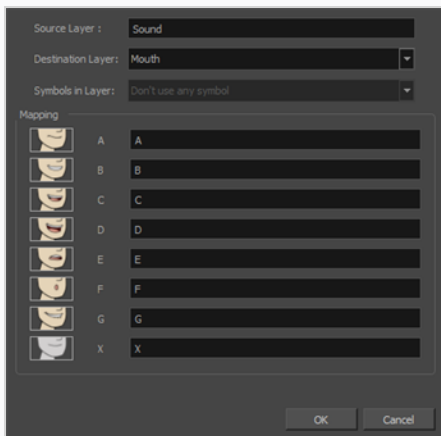 Source Layer : Sound
Destination Layer: Mouth
Symbols in Layer: Don't use any symbol
Mapping
A A
B B
C C
D D
E E
F F
G G
X X
OK Cancel